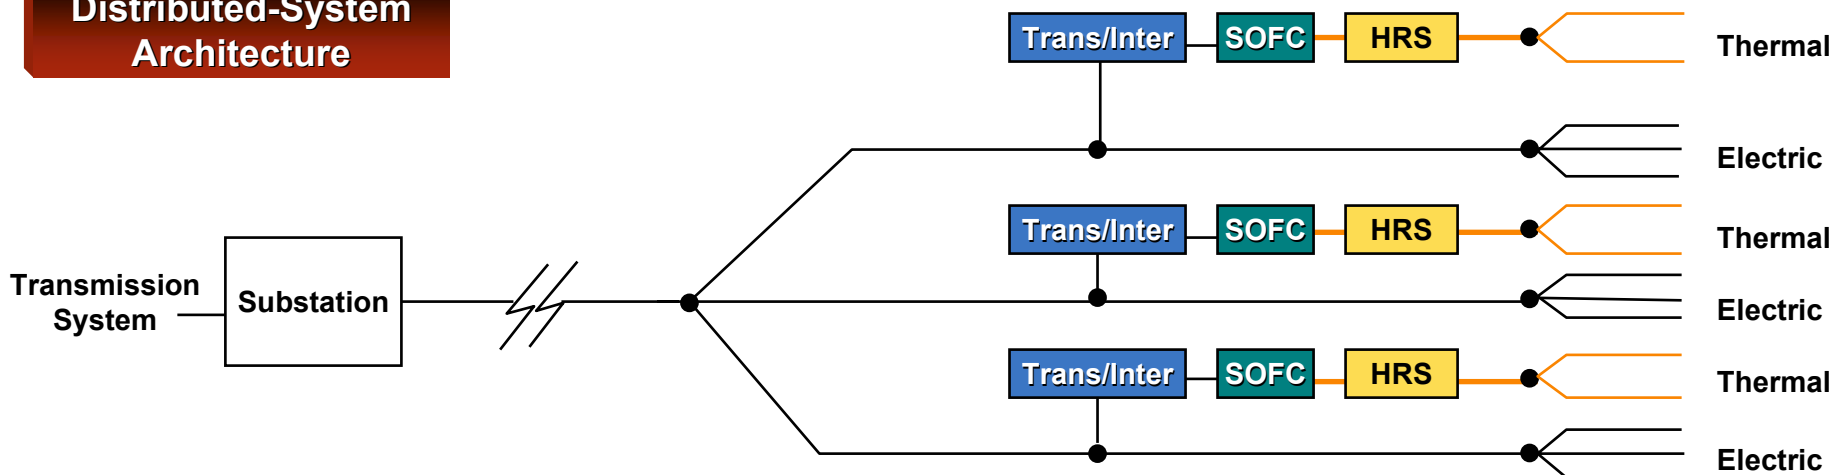 Distributed-System
Architecture
Trans/Inter SOFC HRS
Thermal
Electric
Trans/Inter SOFC HRS
Thermal
Transmission
System
Substation
Electric
Trans/Inter SOFC HRS
Thermal
Electric